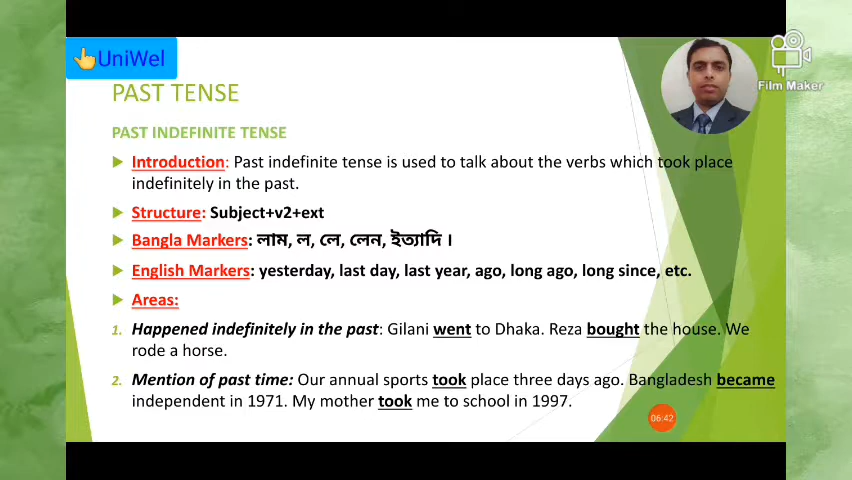 UniWel
Film Maker
PAST TENSE
PAST INDEFINITE TENSE
Introduction: Past indefinite tense is used to talk about the verbs which took place
indefinitely in the past.
Structure: Subject+v2+ext
Bangla Markers: লাম, ল, লে, লেন, ইত্যাদি ।
English Markers: yesterday, last day, last year, ago, long ago, long since, etc.
Areas:
1. Happened indefinitely in the past: Gilani went to Dhaka. Reza bought the house. We
rode a horse.
2. Mention of past time: Our annual sports took place three days ago. Bangladesh became
independent in 1971. My mother took me to school in 1997.
06:42